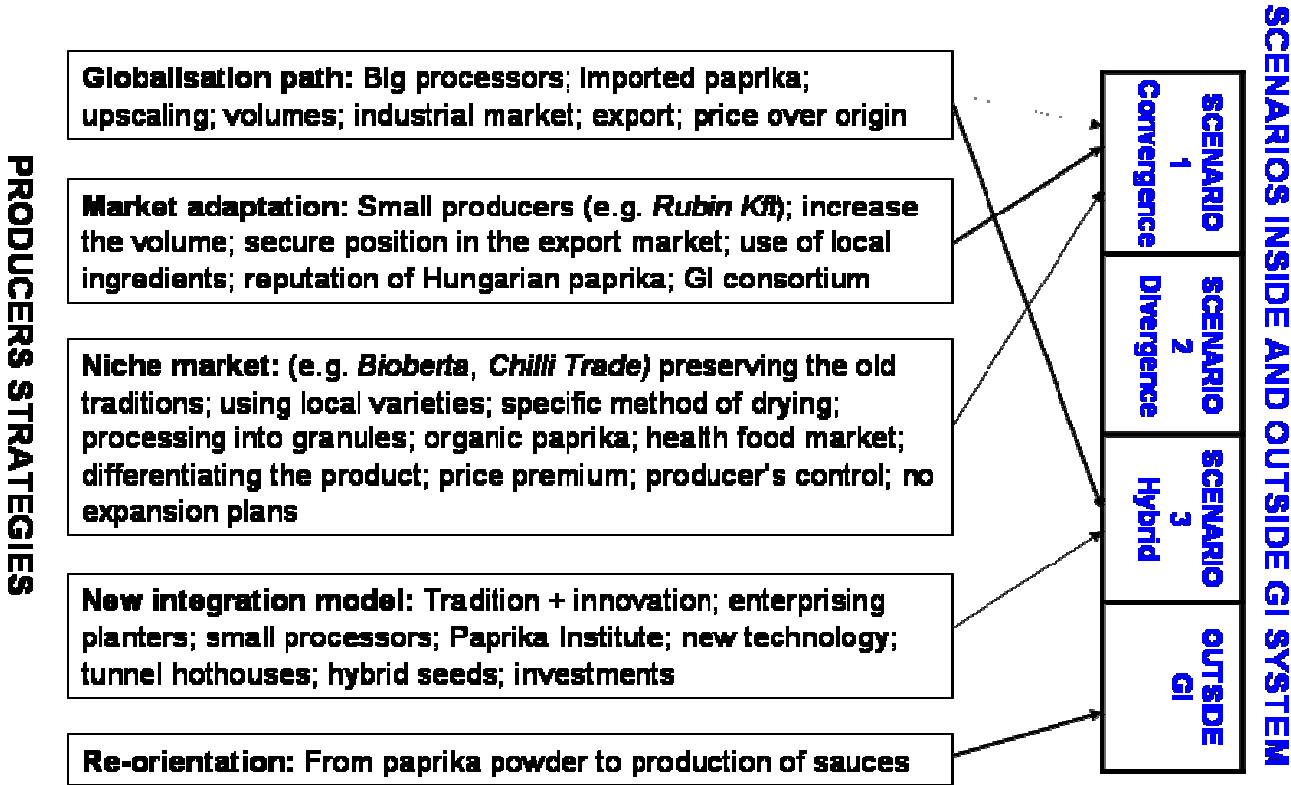 PRODUCERS STRATEGIES
Globalisation path: Big processors; imported paprika;
upscaling; volumes; industrial market; export; price over origin
Market adaptation: Small producers (e.g. Rubin Kft); increase
the volume; secure position in the export market; use of local
ingredients; reputation of Hungarian paprika; GI consortium
Niche market: (e.g. Bioberta, Chilli Trade) preserving the old
traditions; using local varieties; specific method of drying;
processing into granules; organic paprika; health food market;
differentiating the product; price premium; producer's control; no
expansion plans
New integration model: Tradition + innovation; enterprising
planters; small processors; Paprika Institute; new technology;
tunnel hothouses; hybrid seeds; investments
Re-orientation: From paprika powder to production of sauces
SCENARIO
1
Convergence
SCENARIO
2
Divergence
SCENARIO
3
Hybrid
OUTSDE
GI
SCENARIOS INSIDE AND OUTSIDE GI SYSTEM